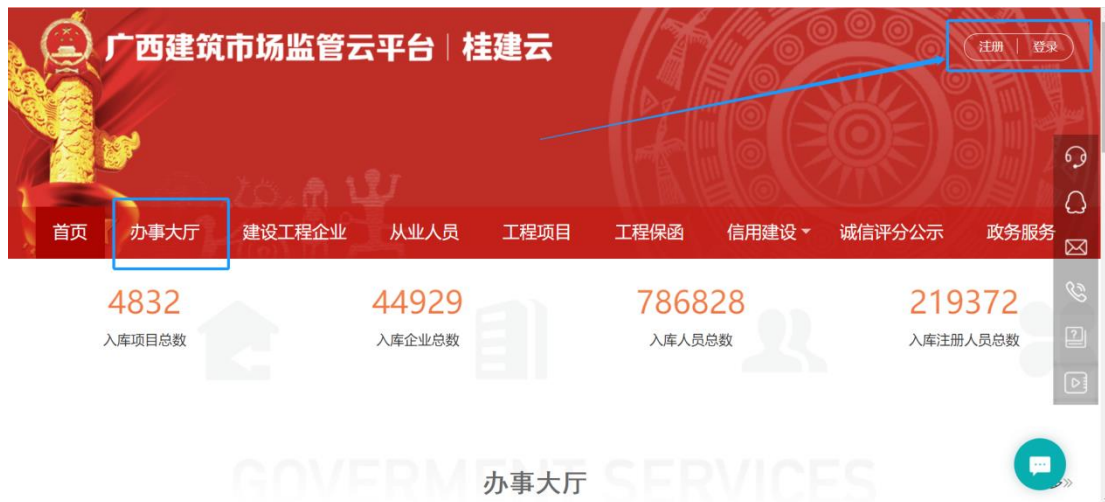 广西建筑市场监管云平台 | 桂建云
注册 | 登录
首页 办事大厅 建设工程企业 从业人员 工程项目 工程保函 信用建设 诚信评分公示 政务服务
4832 44929 786828 219372
入库项目总数 入库企业总数 入库人员总数 入库注册人员总数
GOVERMENT SERVICES
办事大厅